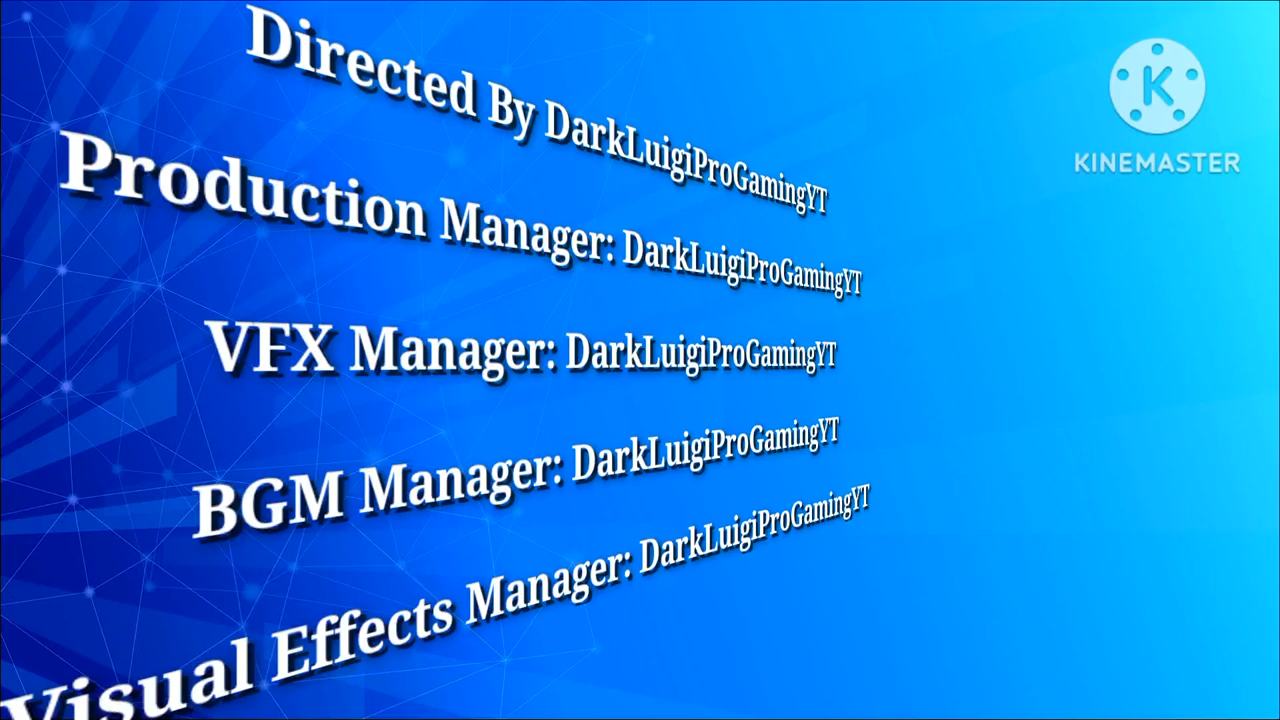 Directed By DarkLuigiProGamingYT
KINEMASTER
Production Manager: DarkLuigiProGamingYT
VFX Manager: DarkLuigiProGamingYT
BGM Manager: DarkLuigiProGamingYT
Visual Effects Manager: DarkLuigiProGamingYT